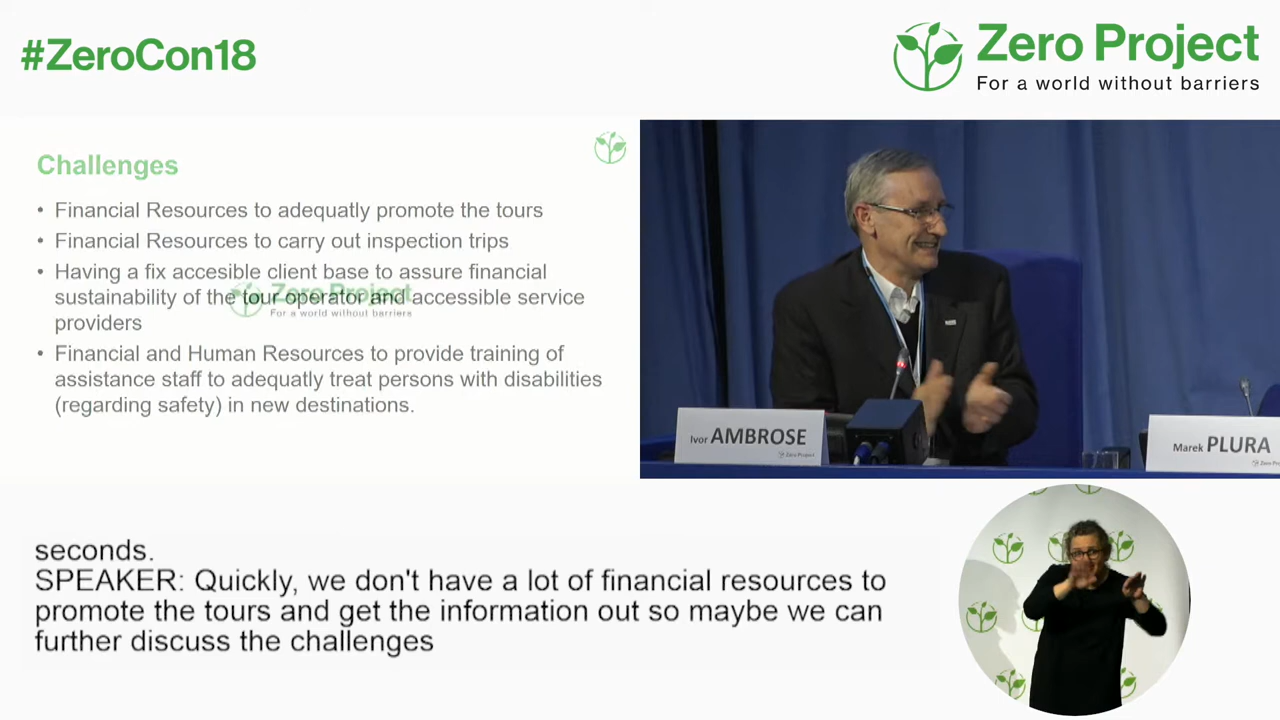 #ZeroCon18
Zero Project
For a world without barriers
Challenges
• Financial Resources to adequatly promote the tours
• Financial Resources to carry out inspection trips
• Having a fix accesible client base to assure financial
sustainability of the tour operator and accessible service
providers
Zero Project
For a world without barriers
• Financial and Human Resources to provide training of
assistance staff to adequatly treat persons with disabilities
(regarding safety) in new destinations.
Ivor AMBROSE
Zero Project
Marek PLURA
seconds.
SPEAKER: Quickly, we don't have a lot of financial resources to
promote the tours and get the information out so maybe we can
further discuss the challenges